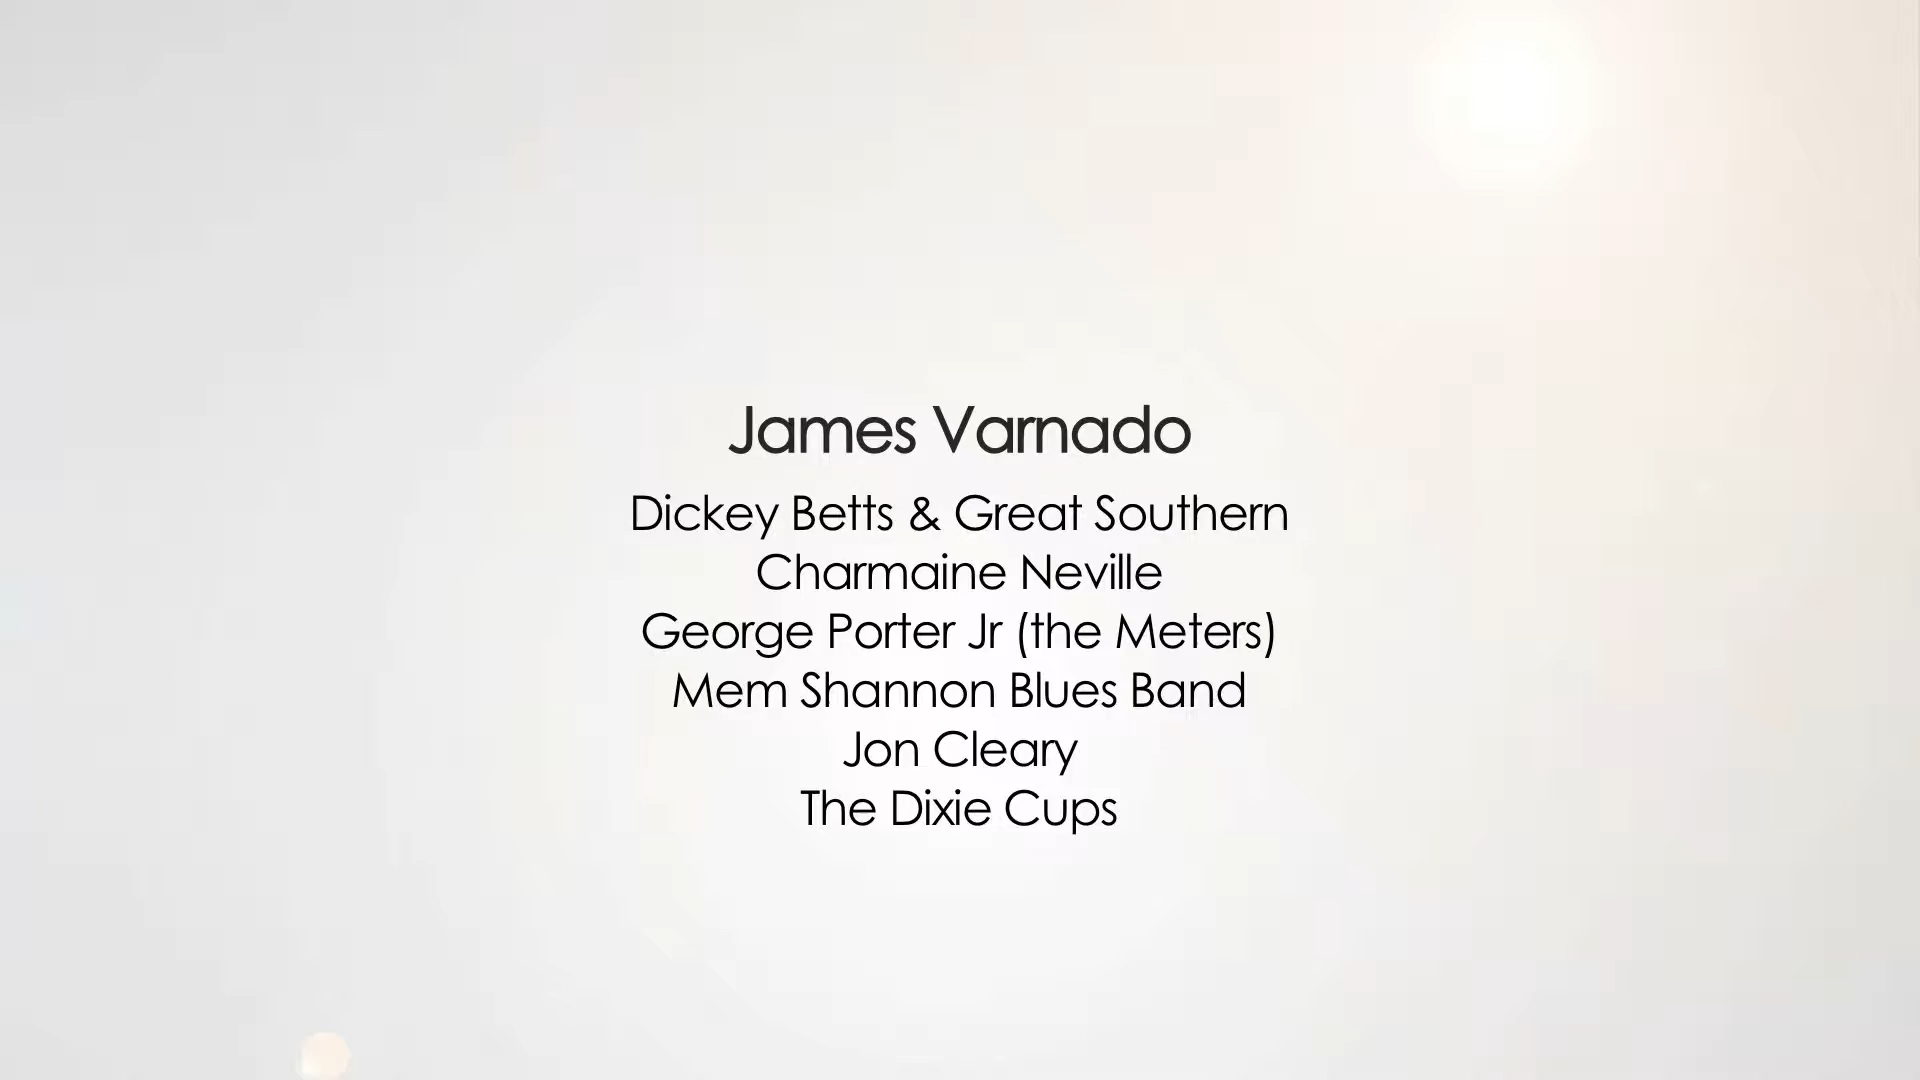 James Varnado
Dickey Betts & Great Southern
Charmaine Neville
George Porter Jr (the Meters)
Mem Shannon Blues Band
Jon Cleary
The Dixie Cups